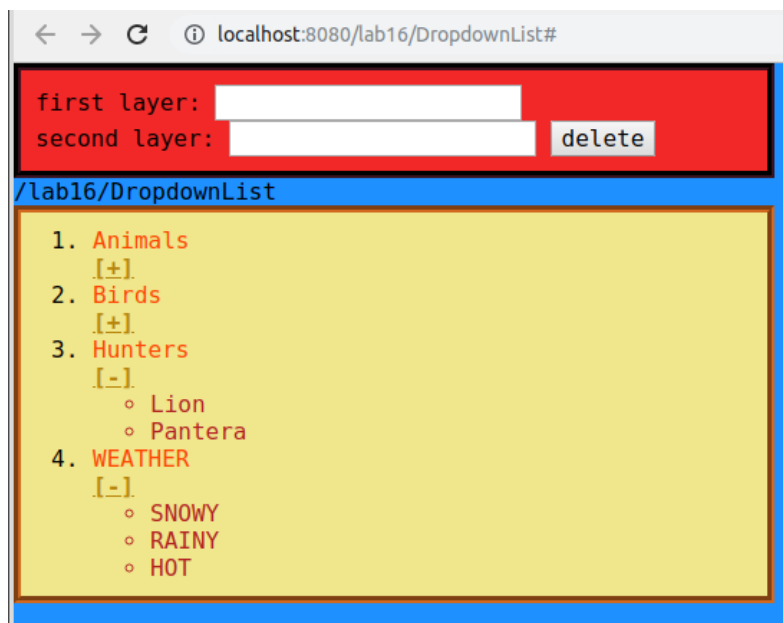 localhost:8080/lab16/DropdownList#
first layer:
second layer: delete
/lab16/DropdownList
1. Animals
[+]
2. Birds
[+]
3. Hunters
[-]
◦ Lion
◦ Pantera
4. WEATHER
[-]
◦ SNOWY
◦ RAINY
◦ HOT